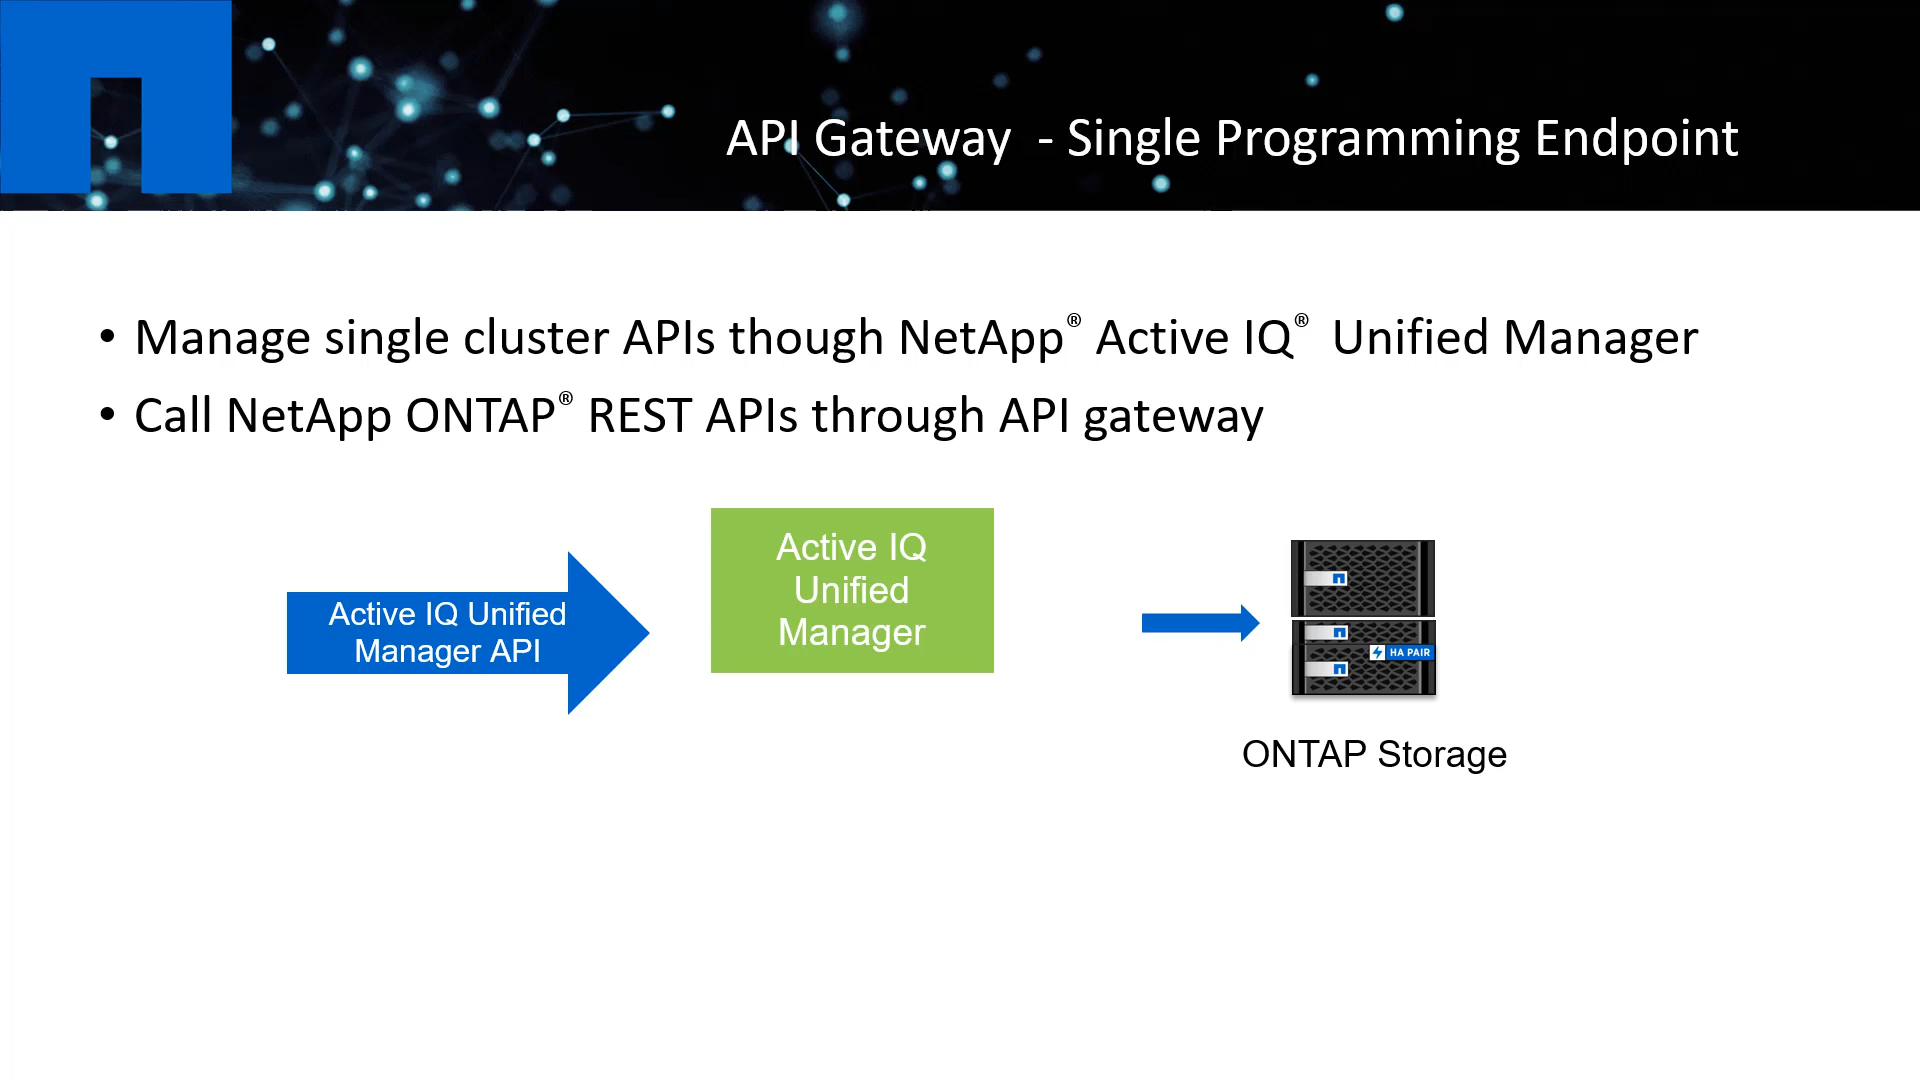 API Gateway - Single Programming Endpoint
• Manage single cluster APIs though NetApp® Active IQ® Unified Manager
• Call NetApp ONTAP® REST APIs through API gateway
Active IQ Unified
Manager API
Active IQ
Unified
Manager
HA PAIR
ONTAP Storage